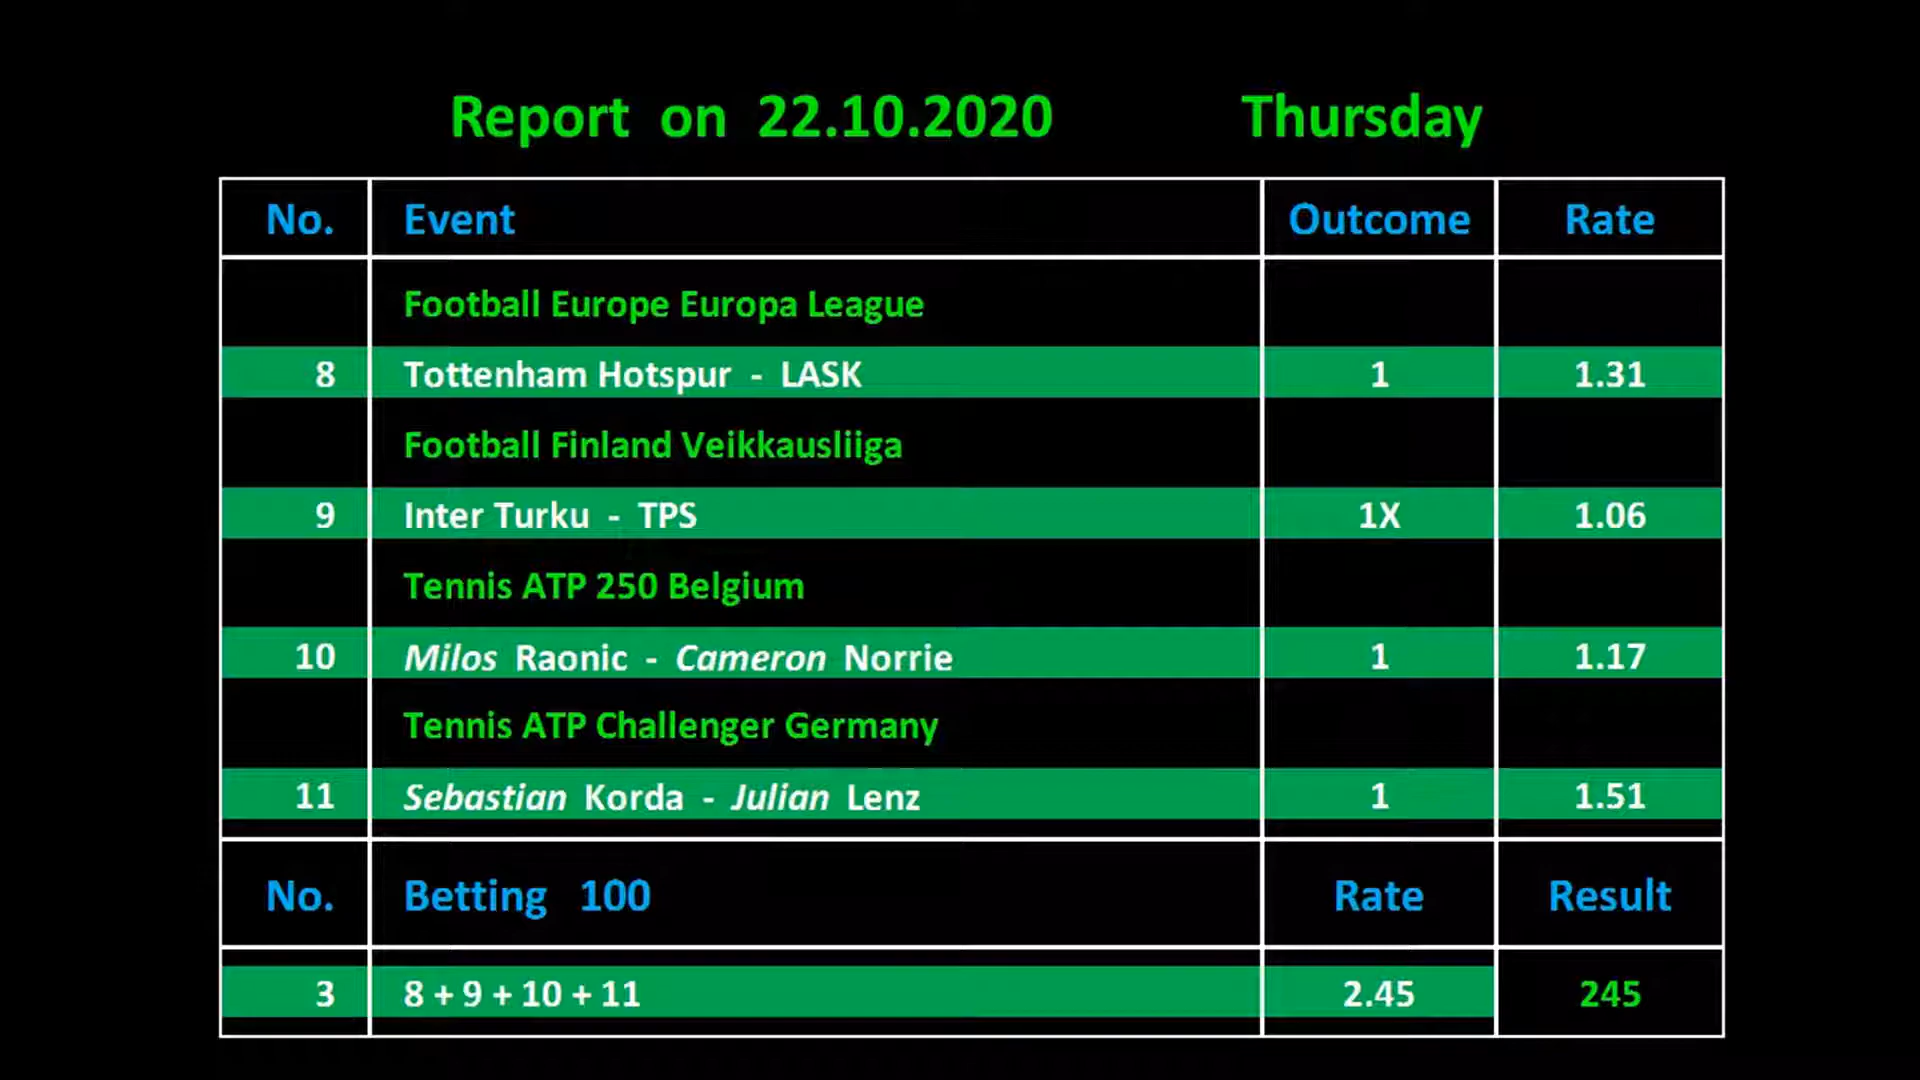 Report on 22.10.2020 Thursday
No. Event Outcome Rate
Football Europe Europa League
8 Tottenham Hotspur - LASK 1 1.31
Football Finland Veikkausliiga
9 Inter Turku - TPS 1X 1.06
Tennis ATP 250 Belgium
10 Milos Raonic - Cameron Norrie 1 1.17
Tennis ATP Challenger Germany
11 Sebastian Korda - Julian Lenz 1 1.51
No. Betting 100 Rate Result
3 8 + 9 + 10 + 11 2.45 245